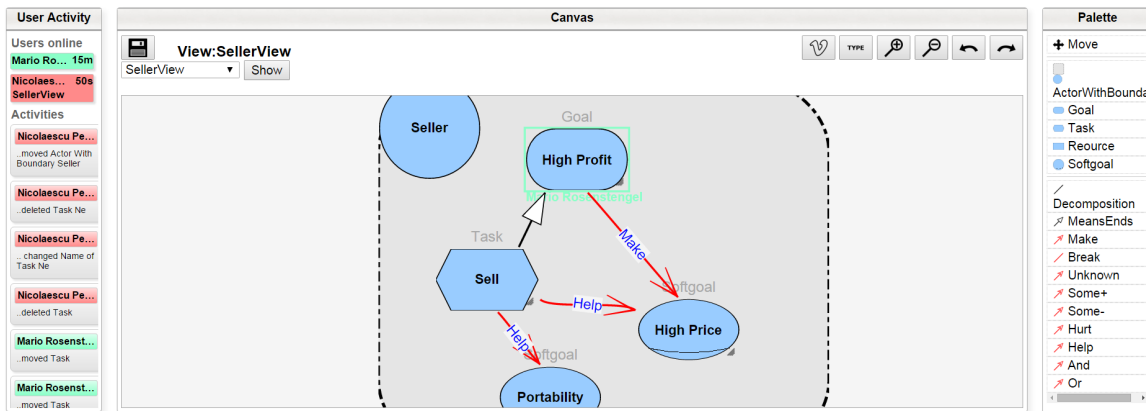 User Activity
Users online
Mario Ro... 15m
Nicolaes... 50s
SellerView
Activities
Nicolaescu Pe...
..moved Actor With
Boundary Seller
Nicolaescu Pe...
..deleted Task Ne
Nicolaescu Pe...
.. changed Name of
Task Ne
Nicolaescu Pe...
..deleted Task
Mario Rosenst...
..moved Task
Mario Rosenst...
..moved Task
Canvas
View:SellerView
SellerView
Show
TYPE
Seller
Goal
High Profit
Mario Rosenstengel
Make
Task
Sell
Help
Softgoal
High Price
Help
Softgoal
Portability
Palette
Move
ActorWithBounda
Goal
Task
Reource
Softgoal
Decomposition
MeansEnds
Make
Break
Unknown
Some+
Some-
Hurt
Help
And
Or